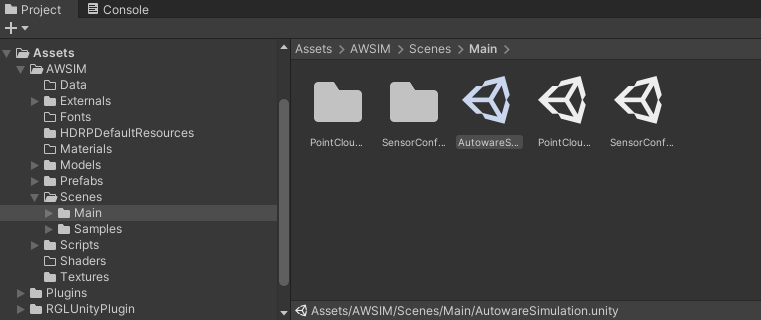 Project
Console
Assets
AWSIM
Data
Externals
Fonts
HDRPDefaultResources
Materials
Models
Prefabs
Scenes
Main
Samples
Scripts
Shaders
Textures
Plugins
RGLUnityPlugin
Assets > AWSIM > Scenes > Main >
PointClou...
SensorConf...
AutowareS...
PointClou...
SensorConf...
Assets/AWSIM/Scenes/Main/AutowareSimulation.unity